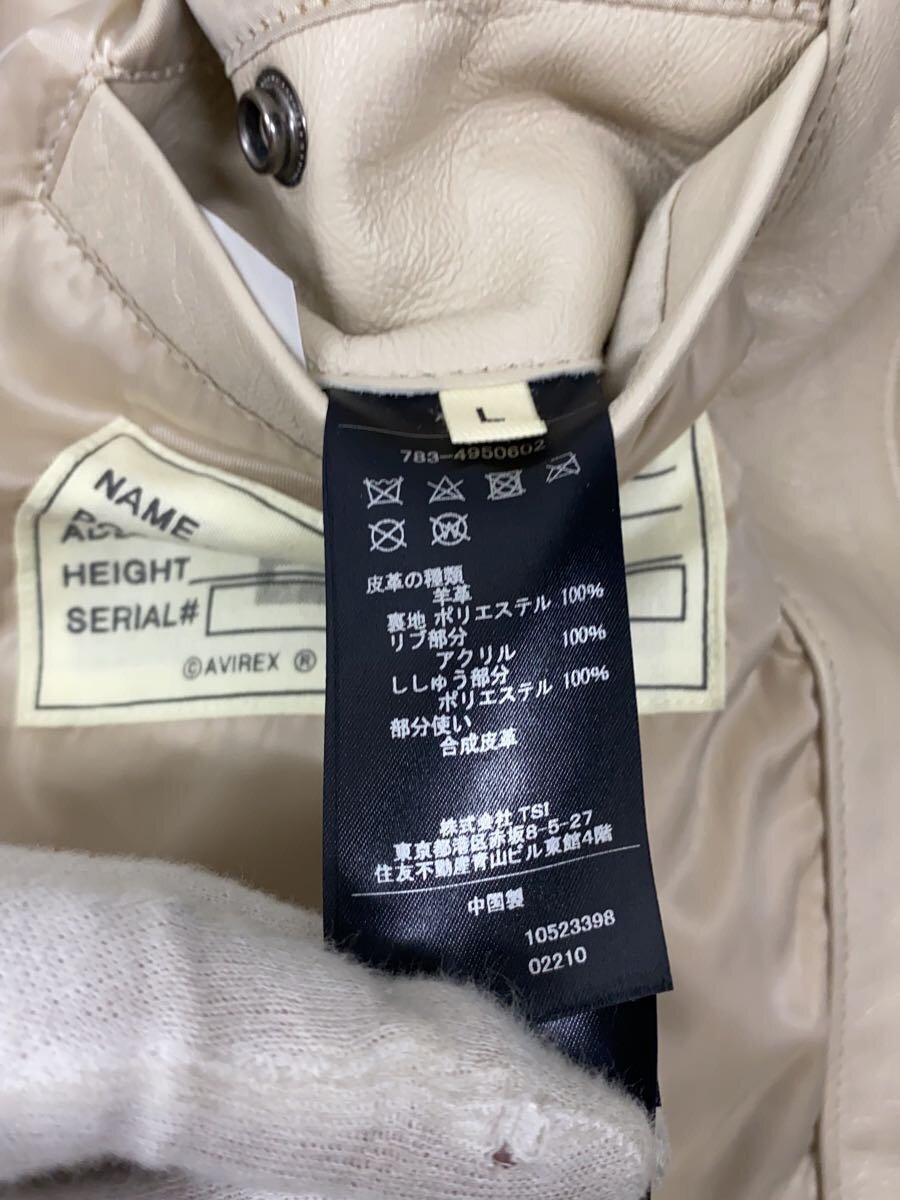 L
783-4950602
W
皮革の種類
羊革
裏地 ポリエステル 100%
リブ部分
アクリル 100%
ししゅう部分
ポリエステル 100%
部分使い
合成皮革
株式会社 TSI
東京都港区赤坂8-5-27
住友不動産青山ビル東館4階
中国製
10523398
02210
NAME
HEIGHT
SERIAL#
©AVIREX ®